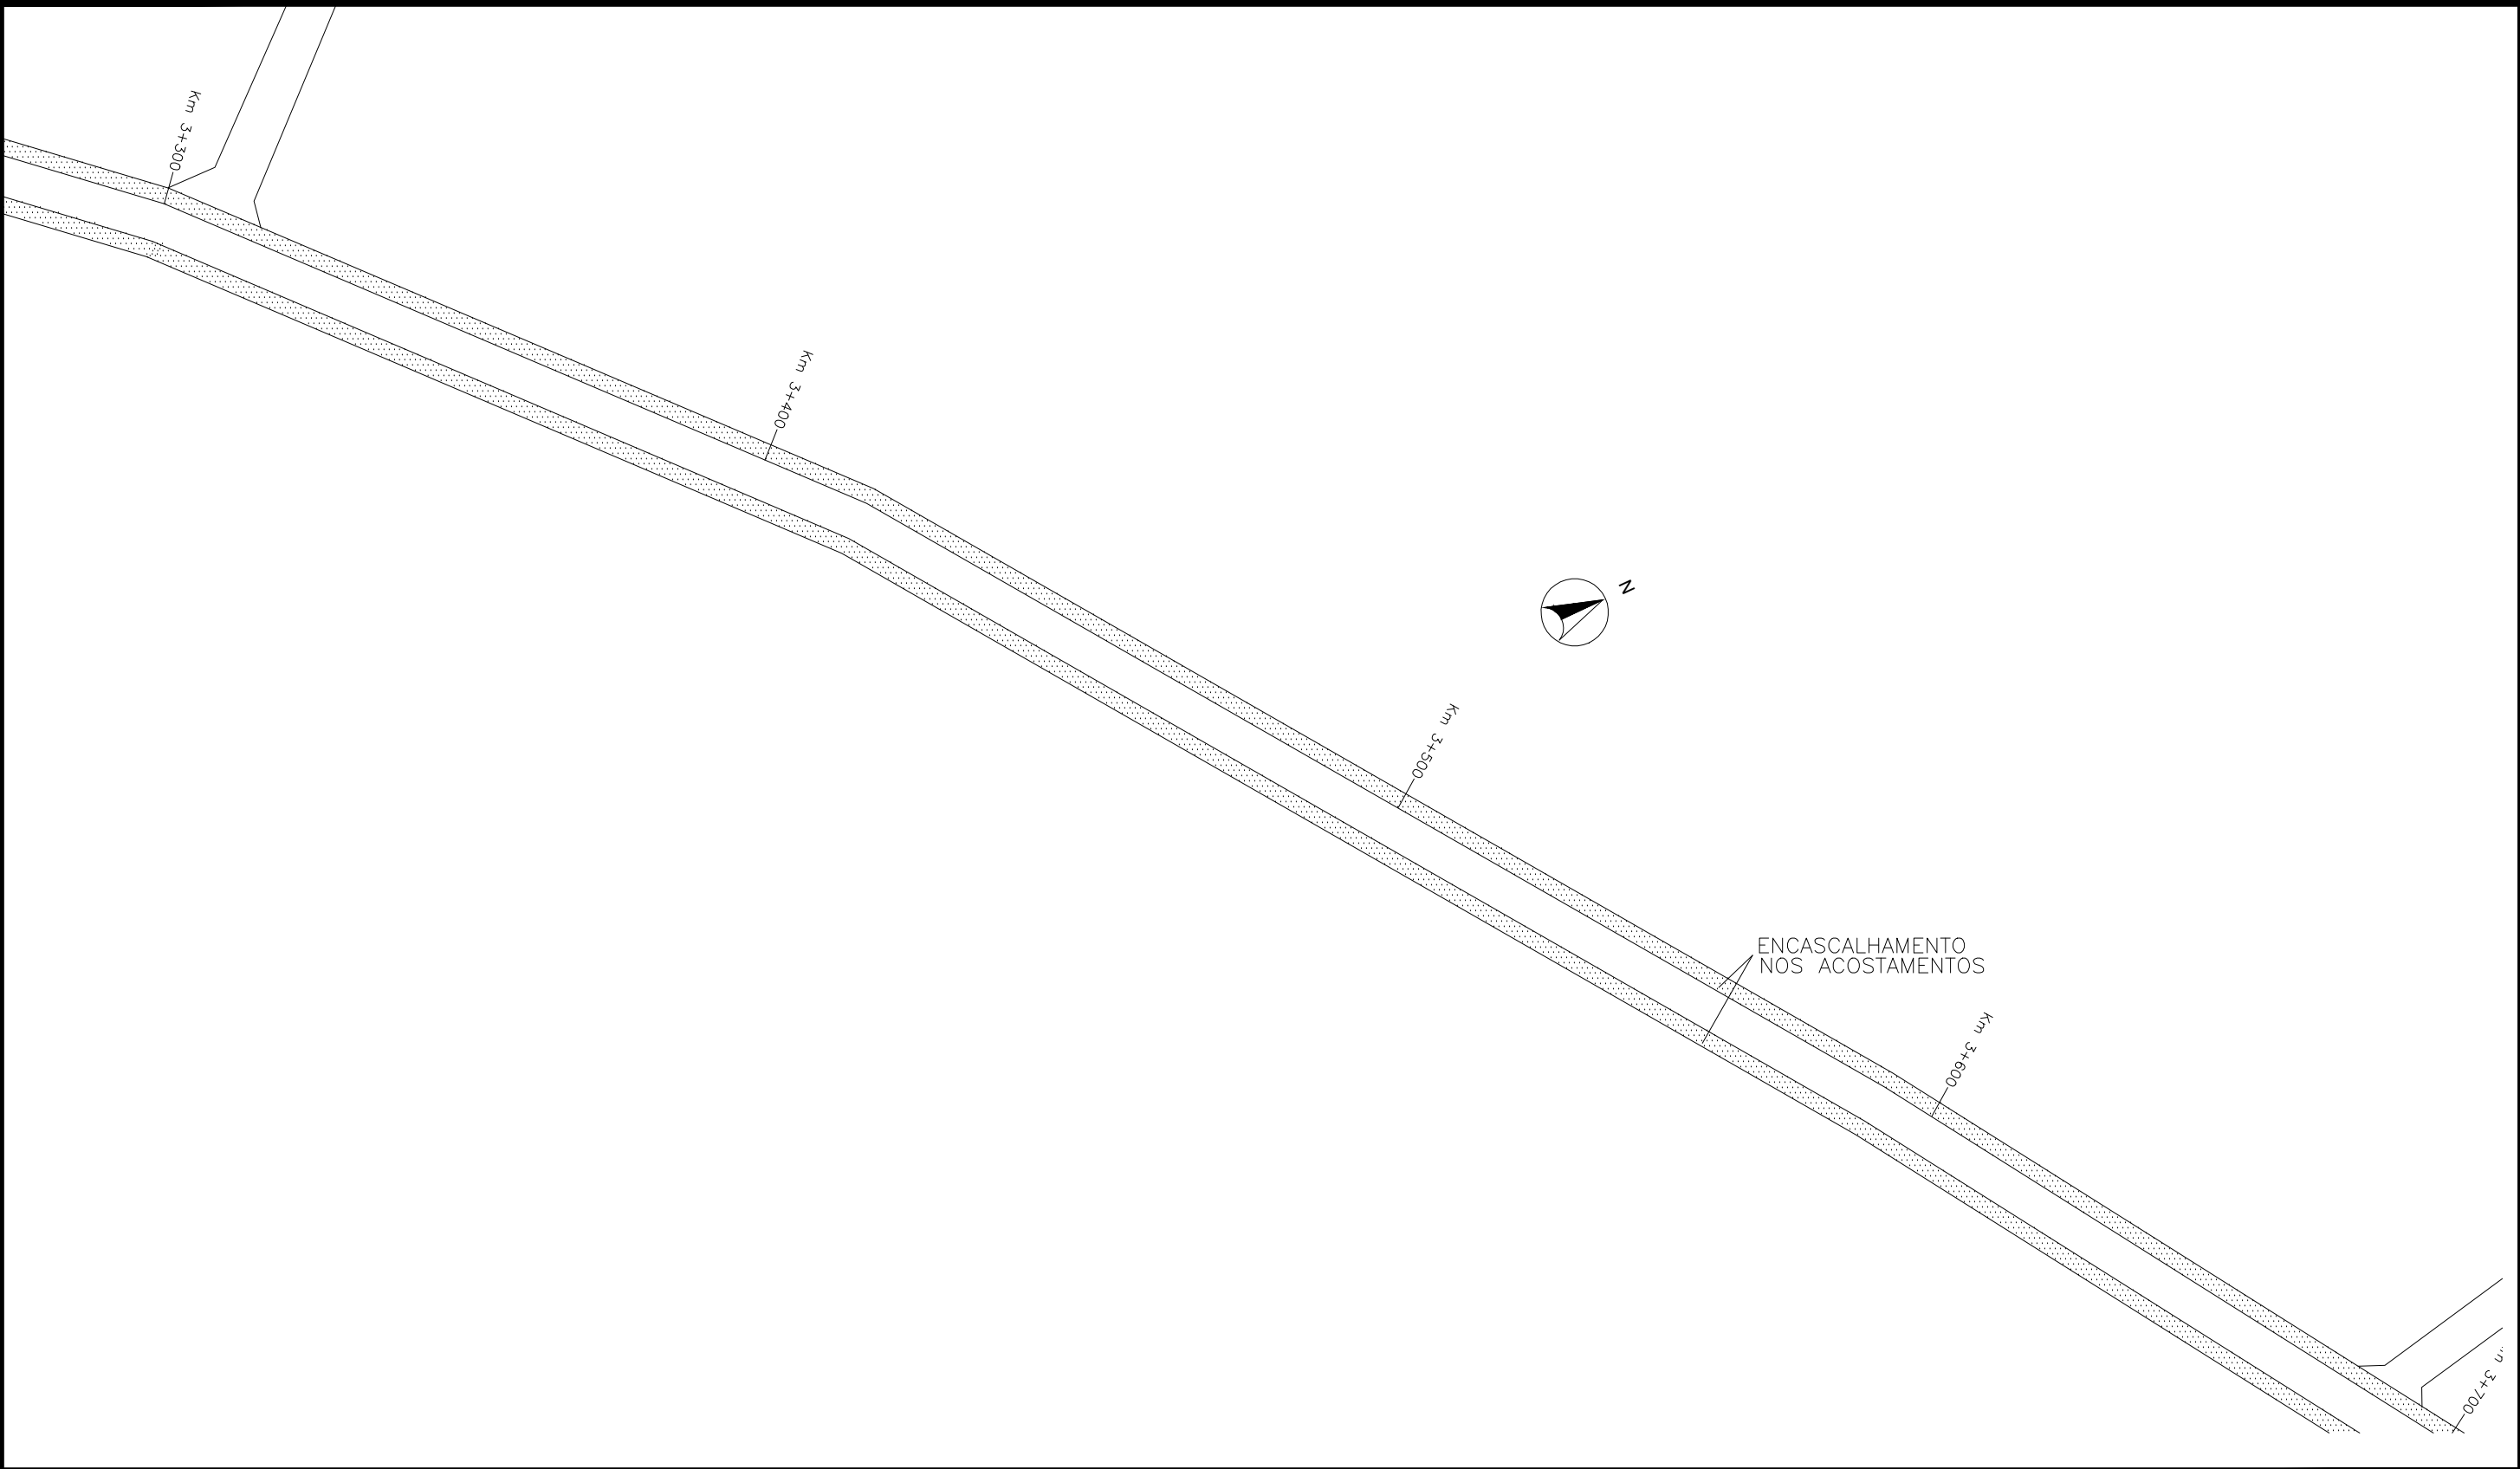 Km 3+300
Km 3+400
N
Km 3+500
ENCASCALHAMENTO
NOS ACOSTAMENTOS
Km 3+600
3+700